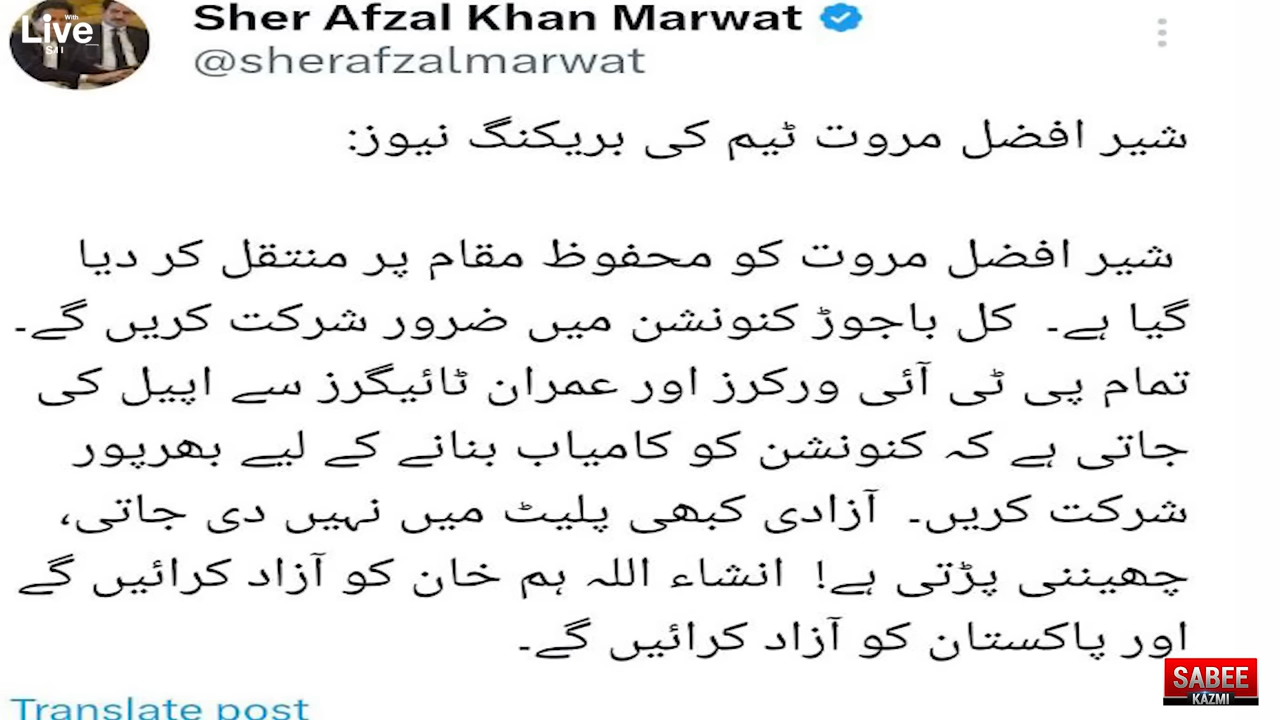 Live
With
Sher Afzal Khan Marwat
@sherafzalmarwat
شیر افضل مروت ٹیم کی بریکنگ نیوز:
شیر افضل مروت کو محفوظ مقام پر منتقل کر دیا
گیا ہے۔ کل باجوڑ کنونشن میں ضرور شرکت کریں گے۔
تمام پی ٹی آئی ورکرز اور عمران ٹائیگرز سے اپیل کی
جاتی ہے کہ کنونشن کو کامیاب بنانے کے لیے بھرپور
شرکت کریں۔ آزادی کبھی پلیٹ میں نہیں دی جاتی،
چھیننی پڑتی ہے! انشاء اللہ ہم خان کو آزاد کرائیں گے
اور پاکستان کو آزاد کرائیں گے۔
Translate post
SABEE
KAZMI